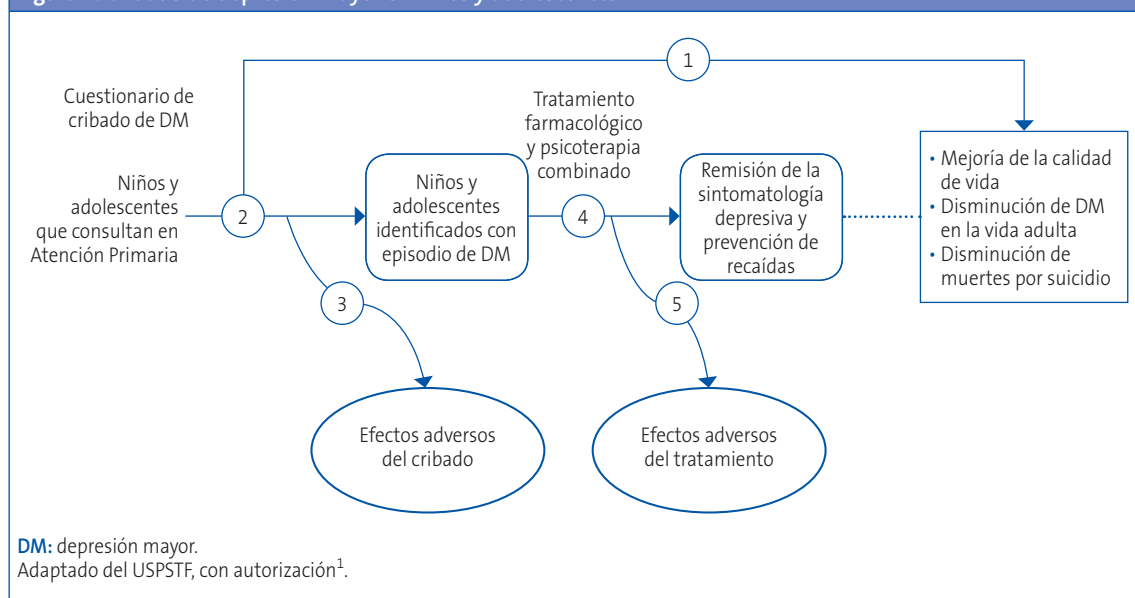 1
Cuestionario de
cribado de DM
Tratamiento
farmacológico
y psicoterapia
combinado
Niños y
adolescentes
que consultan en
Atención Primaria
2
Niños y
adolescentes
identificados con
episodio de DM
4
Remisión de la
sintomatología
depresiva y
prevención de
recaídas
• Mejoría de la calidad
de vida
• Disminución de DM
en la vida adulta
• Disminución de
muertes por suicidio
3
5
Efectos adversos
del cribado
Efectos adversos
del tratamiento
DM: depresión mayor.
Adaptado del USPSTF, con autorización1.